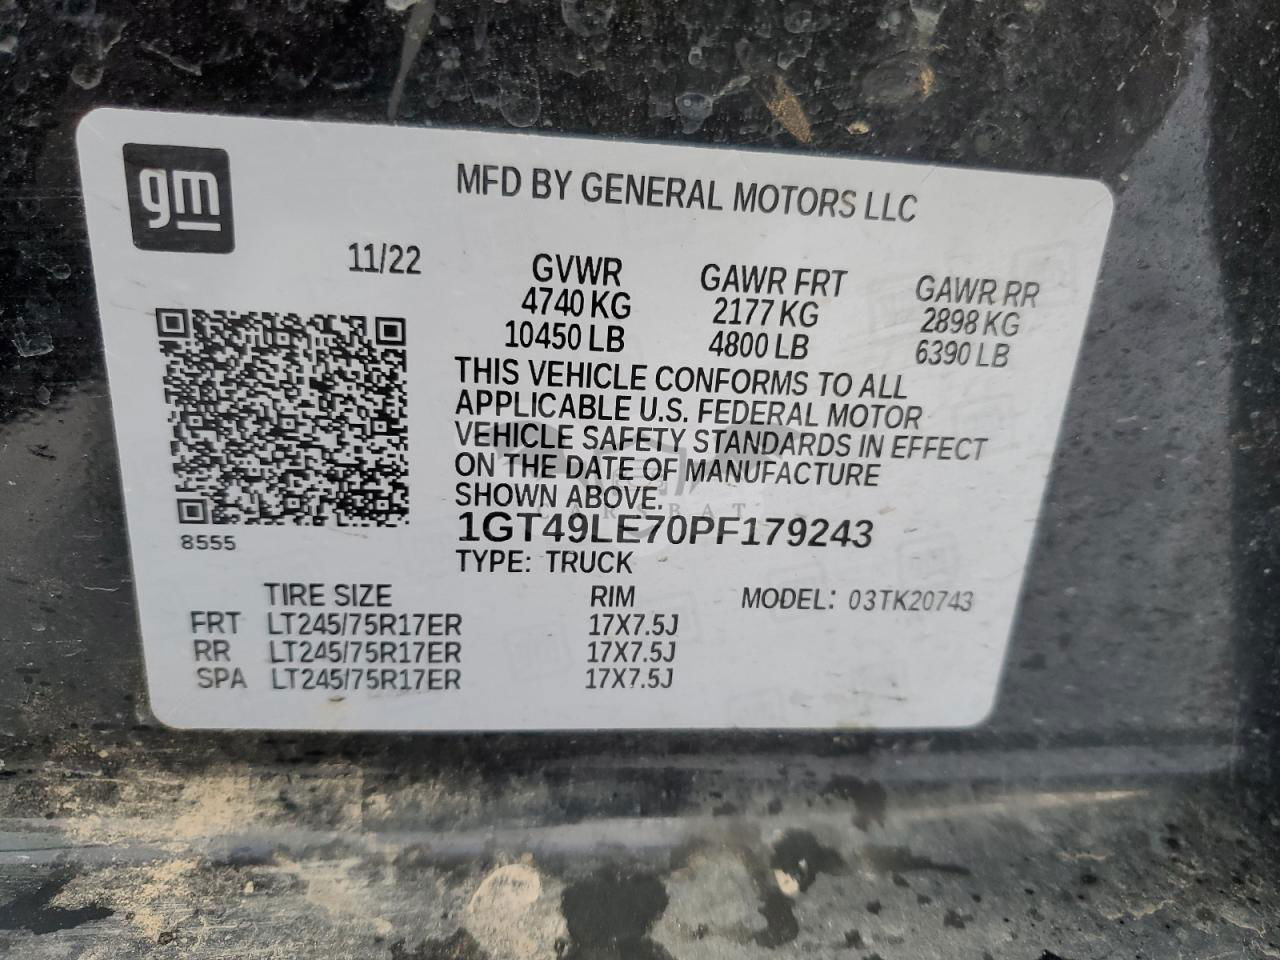 gm
MFD BY GENERAL MOTORS LLC
11/22
GVWR GAWR FRT GAWR RR
4740 KG 2177 KG 2898 KG
10450 LB 4800 LB 6390 LB
THIS VEHICLE CONFORMS TO ALL
APPLICABLE U.S. FEDERAL MOTOR
VEHICLE SAFETY STANDARDS IN EFFECT
ON THE DATE OF MANUFACTURE
SHOWN ABOVE.
CARSBAT
1GT49LE70PF179243
8555
TYPE: TRUCK
TIRE SIZE RIM MODEL: 03TK20743
FRT LT245/75R17ER 17X7.5J
RR LT245/75R17ER 17X7.5J
SPA LT245/75R17ER 17X7.5J